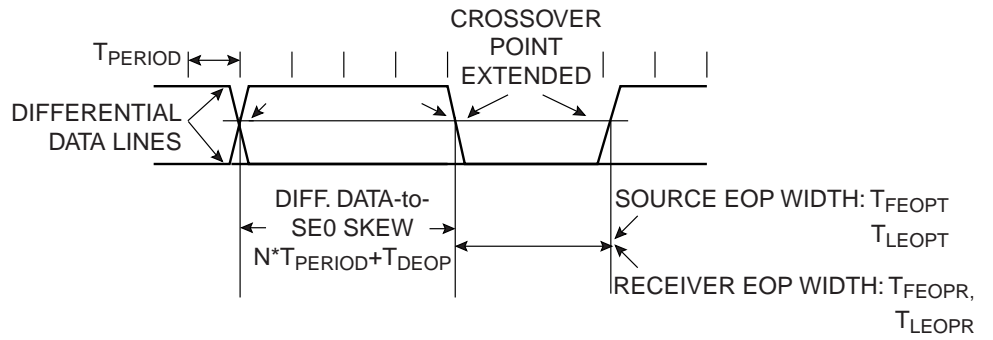 CROSSOVER
POINT
EXTENDED
TPERIOD
DIFFERENTIAL
DATA LINES
DIFF. DATA-to-
SE0 SKEW
N*TPERIOD+TDEOP
SOURCE EOP WIDTH: TFEOPT
TLEOPT
RECEIVER EOP WIDTH: TFEOPR,
TLEOPR